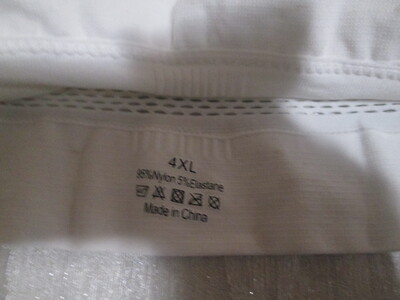 4XL
95%Nylon 5%Elastane
Made in China